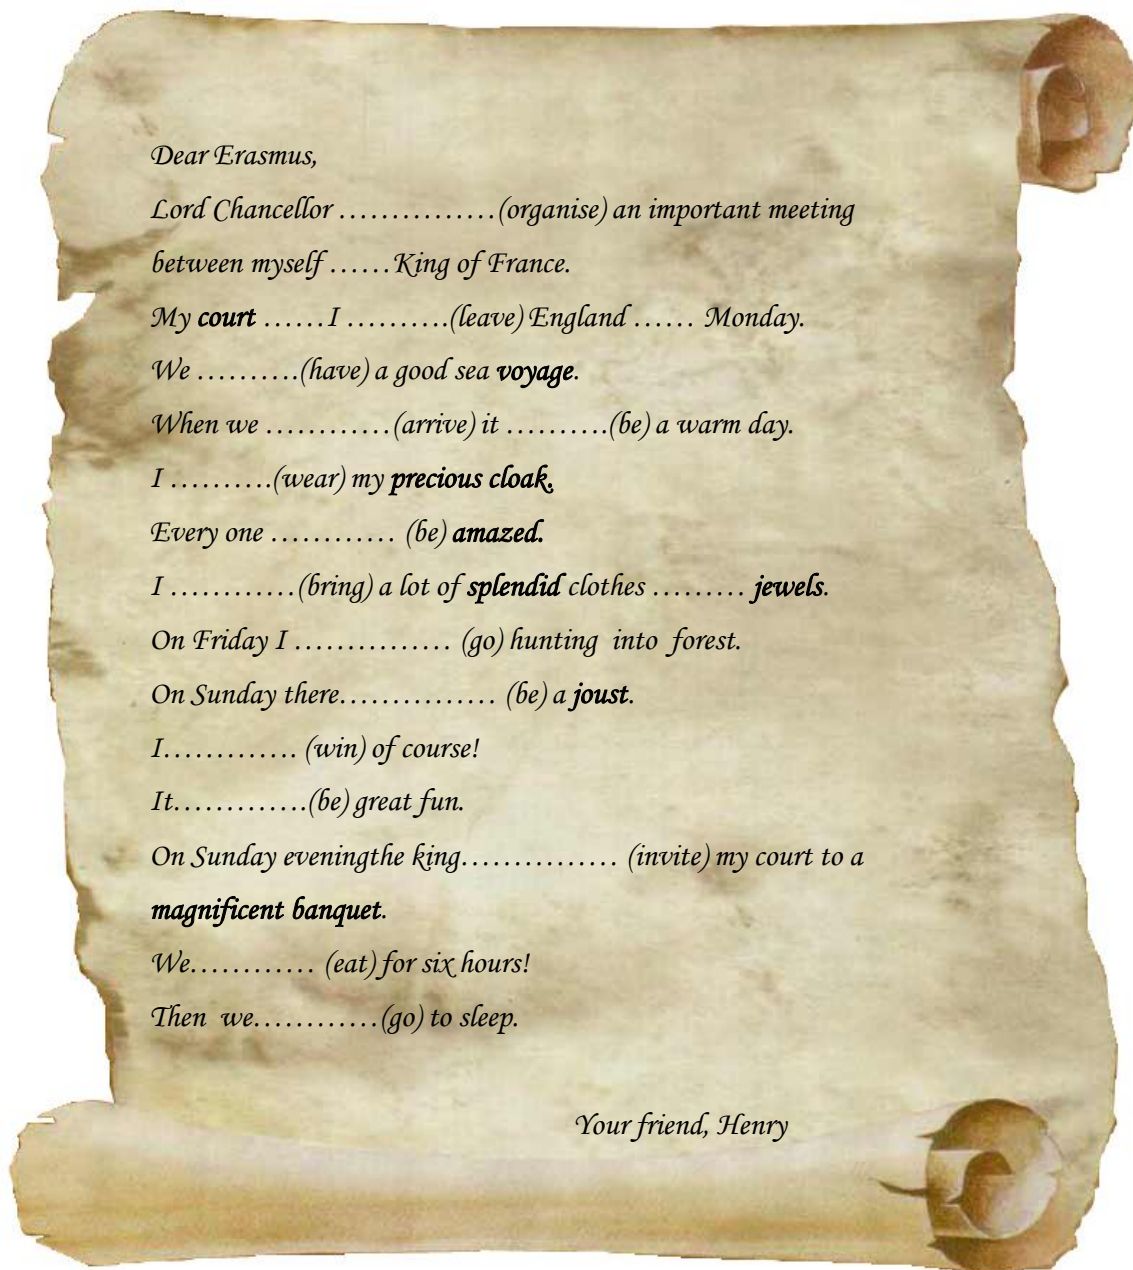 Dear Erasmus,
Lord Chancellor ……………(organise) an important meeting
between myself ……King of France.
My court ……I ……….(leave) England …… Monday.
We ……….(have) a good sea voyage.
When we …………(arrive) it ……….(be) a warm day.
I ……….(wear) my precious cloak.
Every one ………… (be) amazed.
I …………(bring) a lot of splendid clothes ……… jewels.
On Friday I …………… (go) hunting into forest.
On Sunday there…………… (be) a joust.
I…………. (win) of course!
It………….(be) great fun.
On Sunday eveningthe king…………… (invite) my court to a
magnificent banquet.
We………… (eat) for six hours!
Then we…………(go) to sleep.
Your friend, Henry